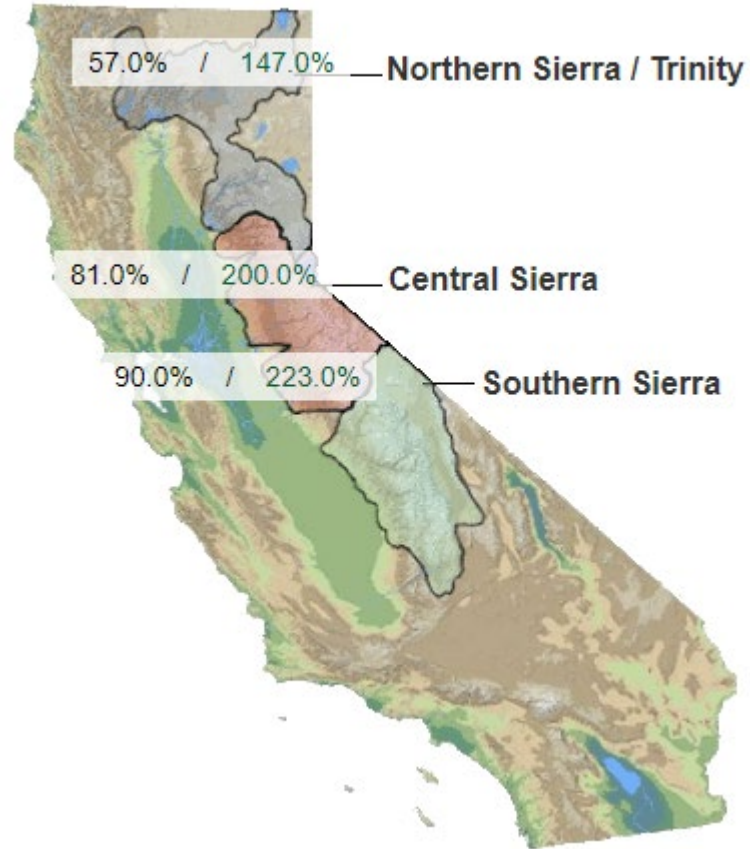 57.0% / 147.0% Northern Sierra / Trinity
81.0% / 200.0% Central Sierra
90.0% / 223.0% Southern Sierra